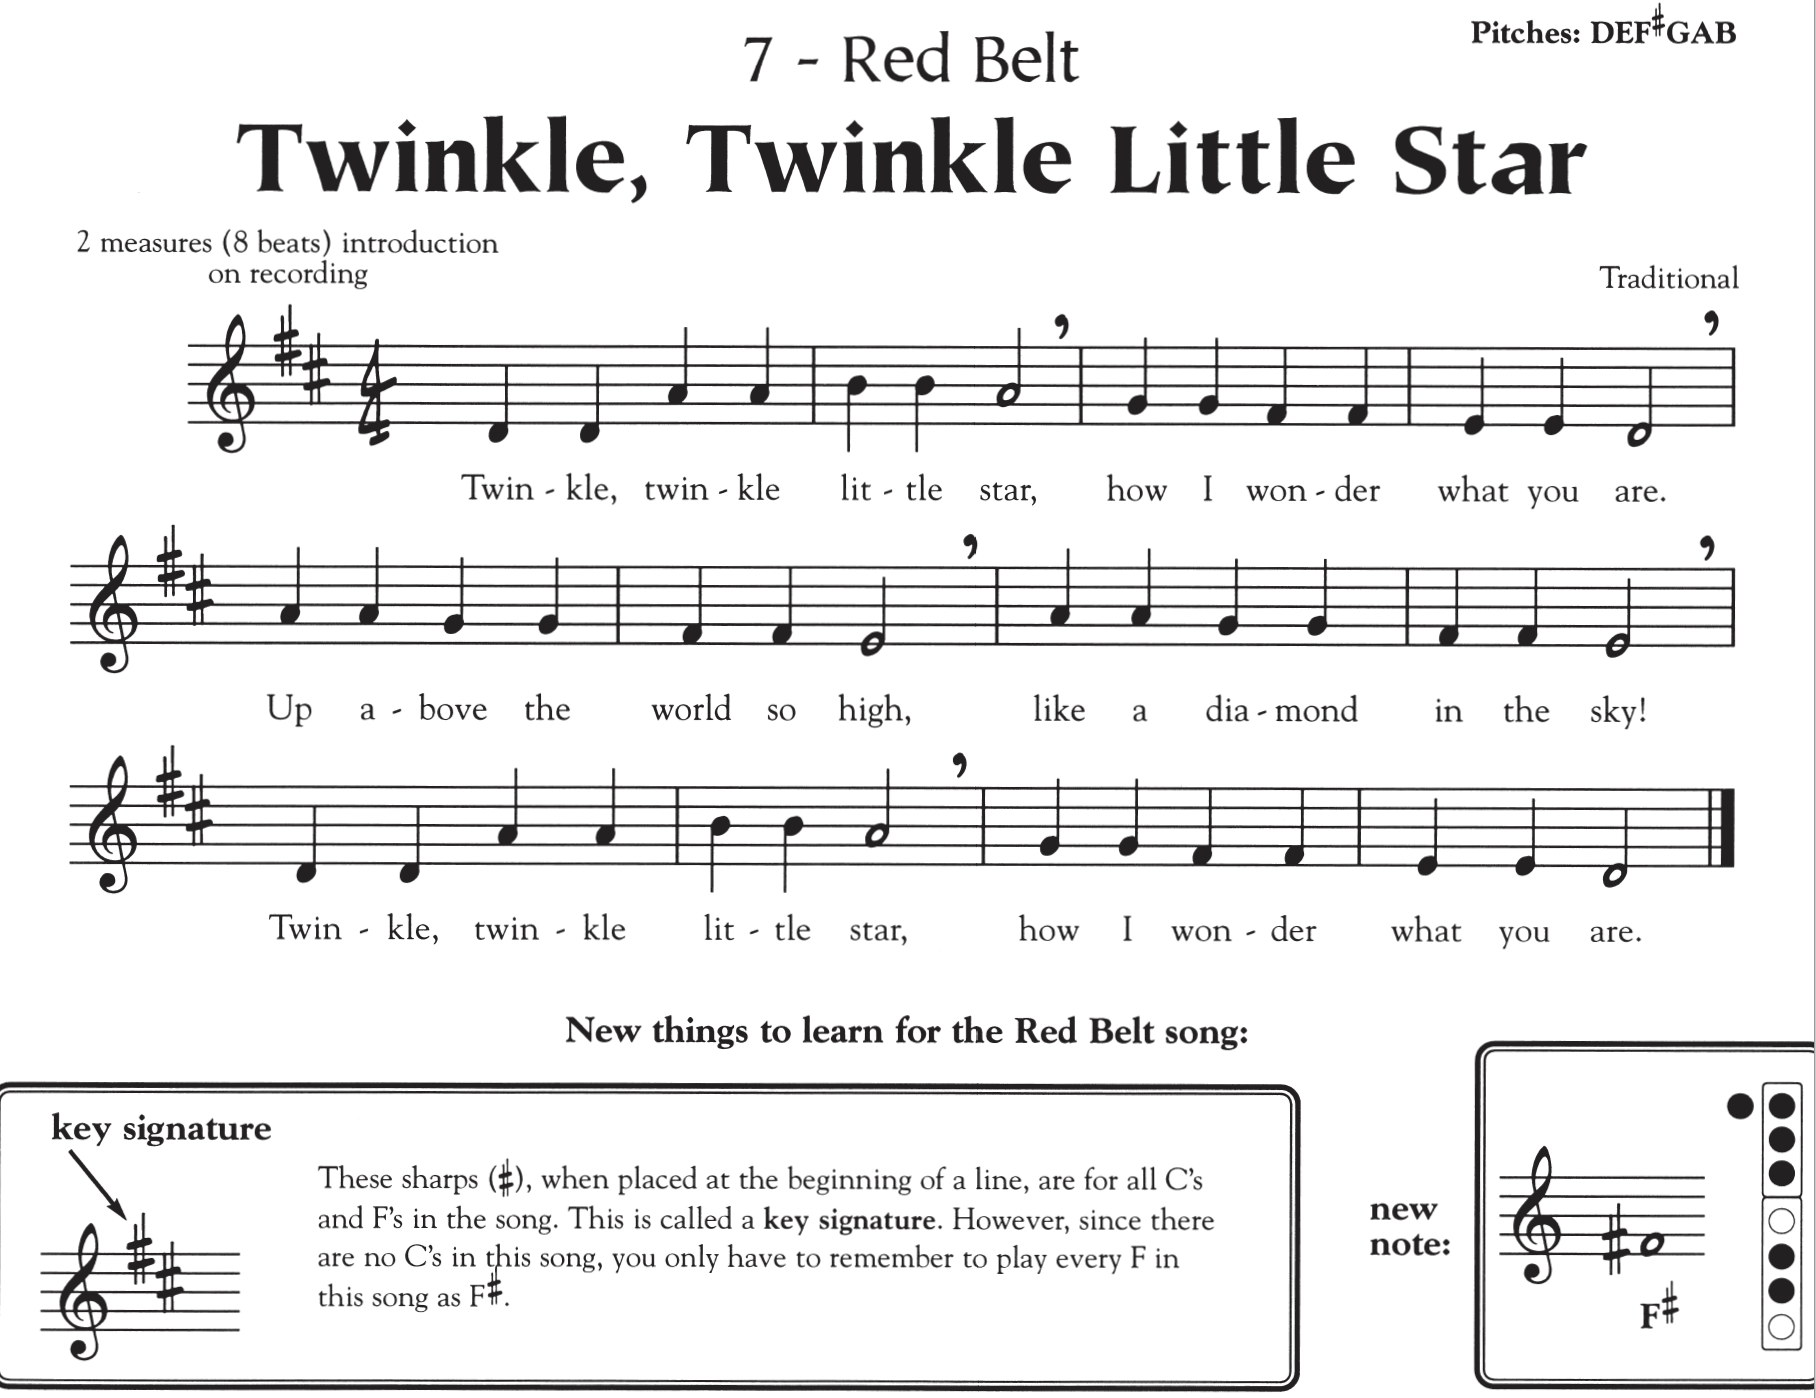 Pitches: DEF♯GAB
7 - Red Belt
Twinkle, Twinkle Little Star
2 measures (8 beats) introduction
on recording
Traditional
Twin - kle, twin - kle lit - tle star, how I won - der what you are.
Up a - bove the world so high, like a dia - mond in the sky!
Twin - kle, twin - kle lit - tle star, how I won - der what you are.
New things to learn for the Red Belt song:
key signature
These sharps (♯), when placed at the beginning of a line, are for all C's
and F's in the song. This is called a key signature. However, since there
are no C's in this song, you only have to remember to play every F in
this song as F♯.
new
note:
F♯